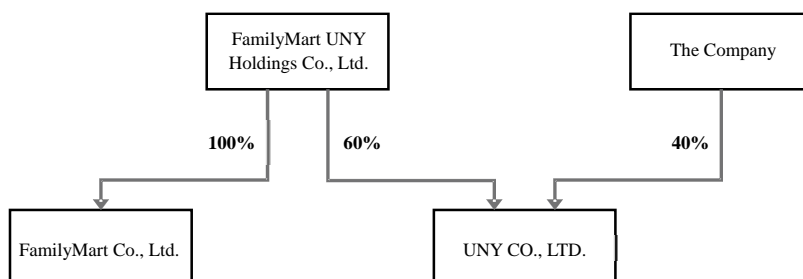 FamilyMart UNY
Holdings Co., Ltd.
The Company
100%
60%
40%
FamilyMart Co., Ltd.
UNY CO., LTD.